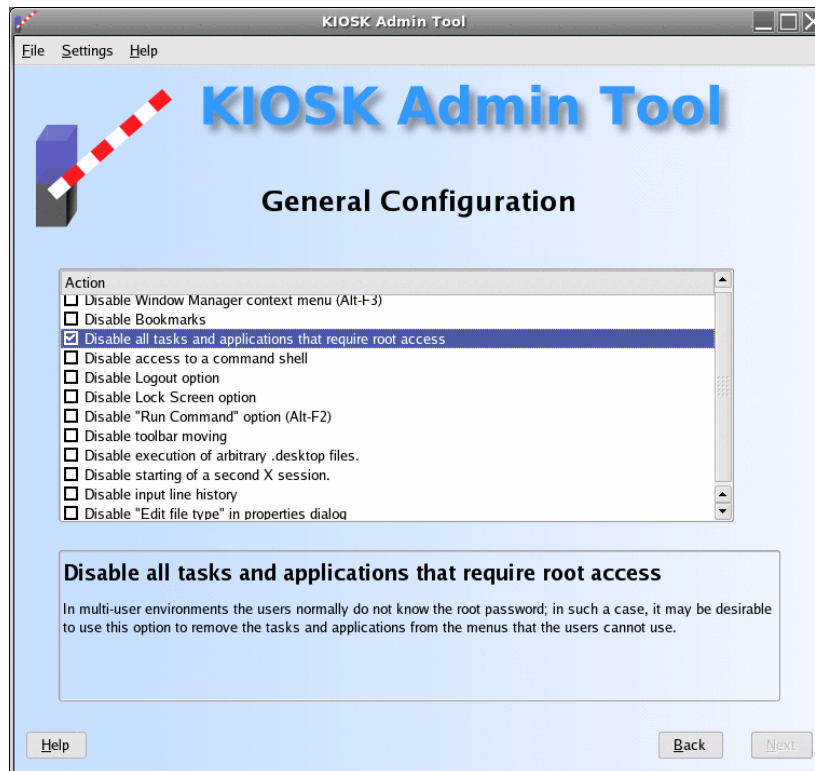 KIOSK Admin Tool
File Settings Help
KIOSK Admin Tool
General Configuration
Action
Disable Window Manager context menu (Alt-F3)
Disable Bookmarks
Disable all tasks and applications that require root access
Disable access to a command shell
Disable Logout option
Disable Lock Screen option
Disable "Run Command" option (Alt-F2)
Disable toolbar moving
Disable execution of arbitrary .desktop files.
Disable starting of a second X session.
Disable input line history
Disable "Edit file type" in properties dialog
Disable all tasks and applications that require root access
In multi-user environments the users normally do not know the root password; in such a case, it may be desirable
to use this option to remove the tasks and applications from the menus that the users cannot use.
Help Back Next